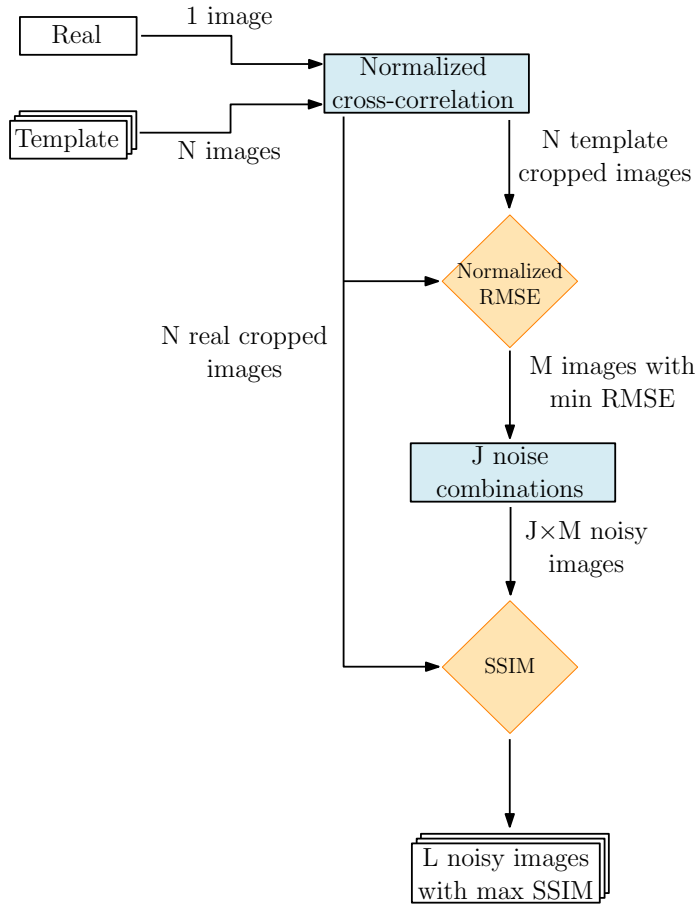 1 image
Real
Normalized
cross-correlation
Template
N images
N template
cropped images
Normalized
RMSE
N real cropped
images
M images with
min RMSE
J noise
combinations
J×M noisy
images
SSIM
L noisy images
with max SSIM